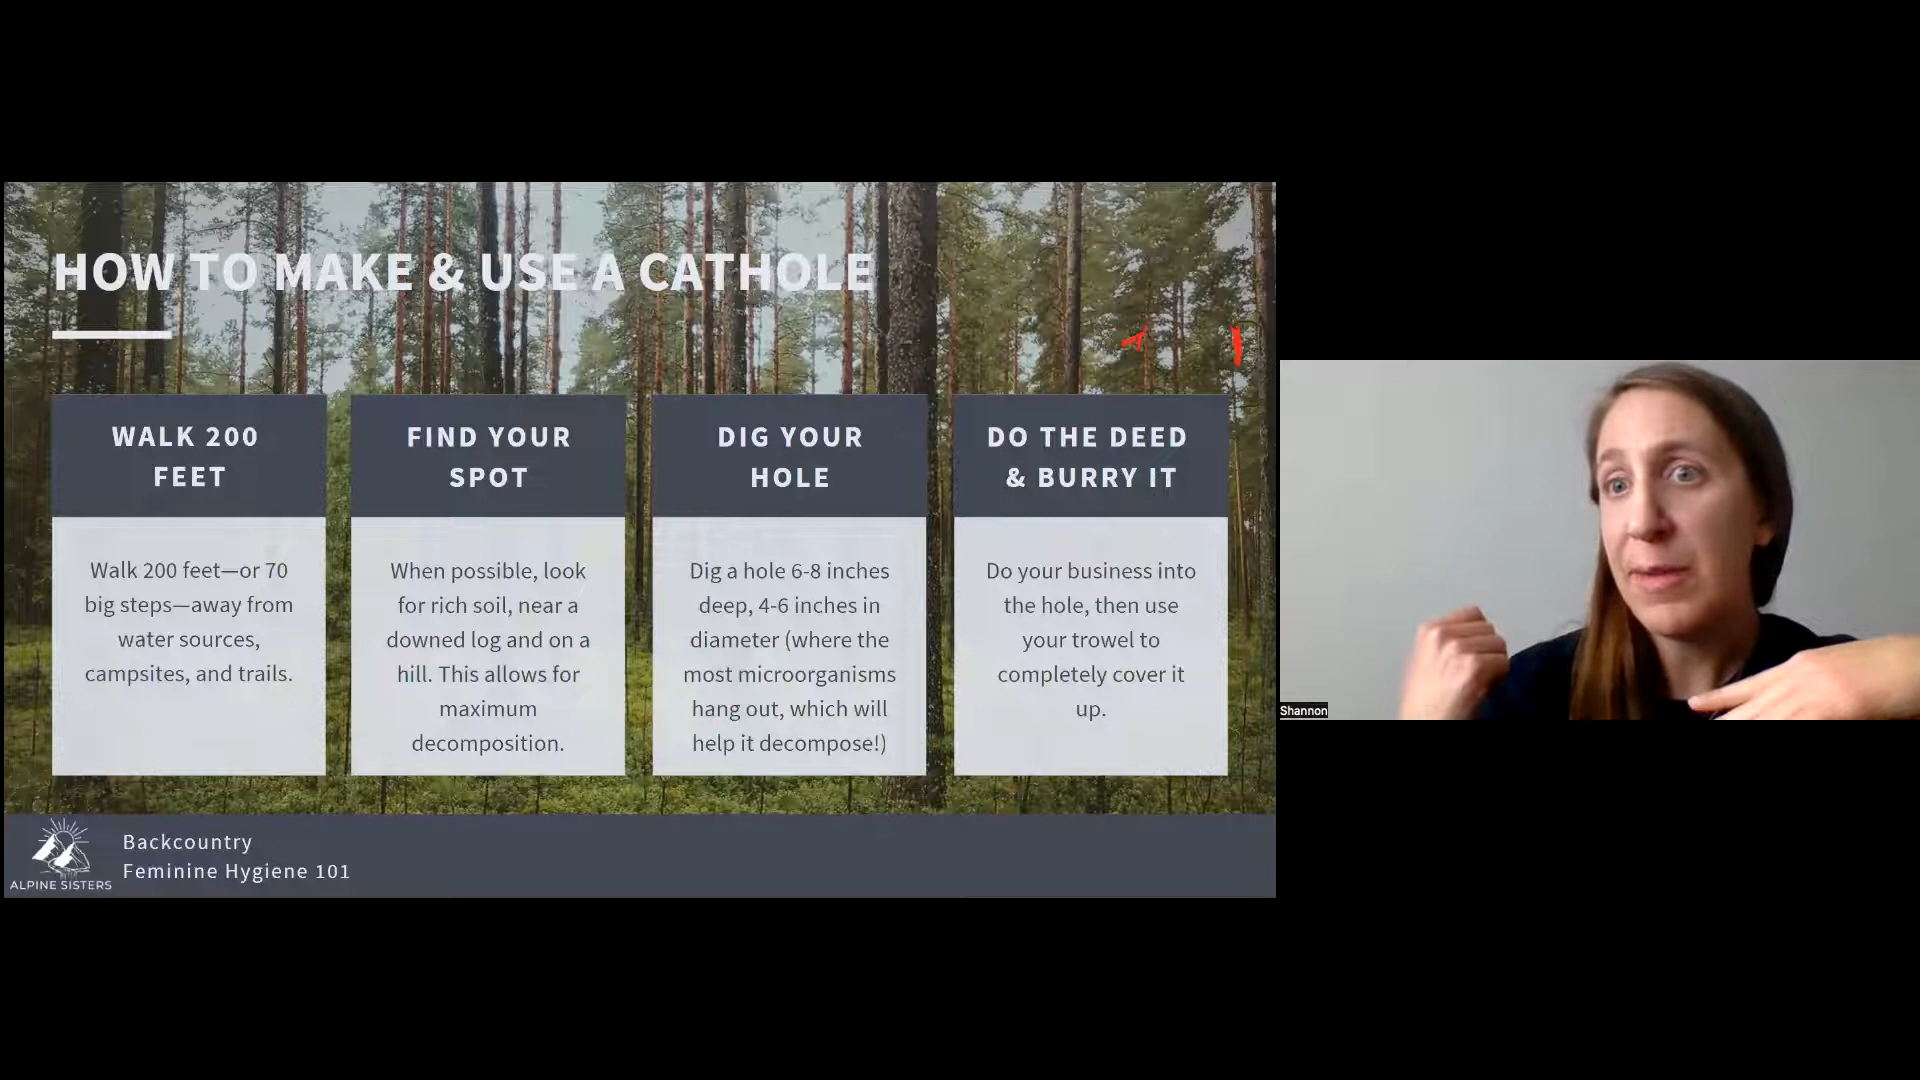 HOW TO MAKE & USE A CATHOLE
WALK 200
FEET
Walk 200 feet—or 70
big steps—away from
water sources,
campsites, and trails.
FIND YOUR
SPOT
When possible, look
for rich soil, near a
downed log and on a
hill. This allows for
maximum
decomposition.
DIG YOUR
HOLE
Dig a hole 6-8 inches
deep, 4-6 inches in
diameter (where the
most microorganisms
hang out, which will
help it decompose!)
DO THE DEED
& BURRY IT
Do your business into
the hole, then use
your trowel to
completely cover it
up.
Shannon
ALPINE SISTERS
Backcountry
Feminine Hygiene 101